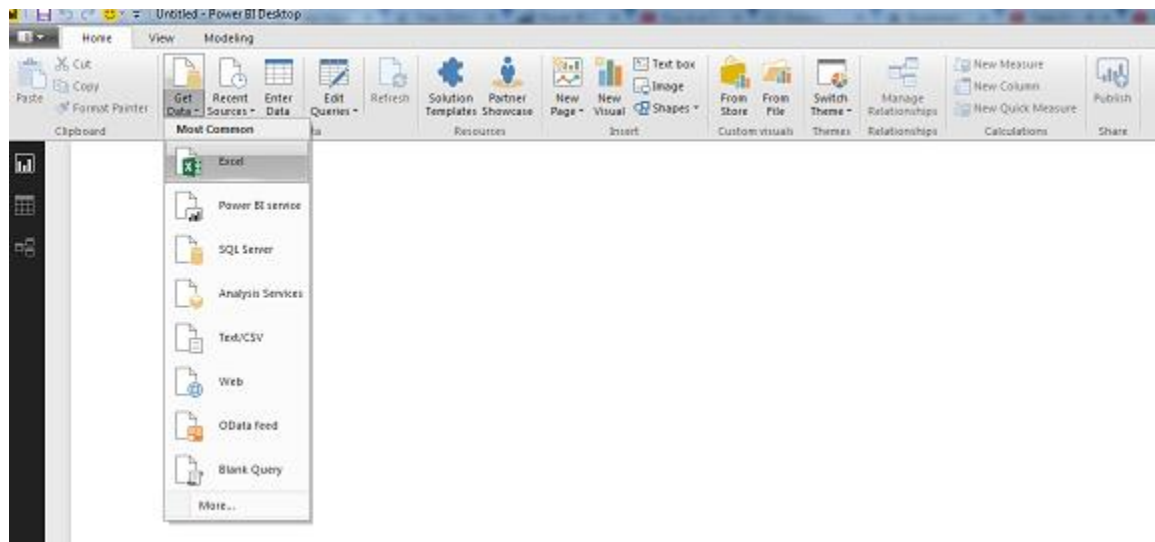 Untitled - Power BI Desktop
Home View Modeling
Cut
Copy
Format Painter
Paste
Clipboard
Get Data
Recent Sources
Enter Data
Edit Queries
Refresh
Solution Templates
Partner Showcase
Resources
New Page
New Visual
Text box
Image
Shapes
Insert
From Store
From File
Custom visuals
Switch Theme
Themes
Manage Relationships
Relationships
New Measure
New Column
New Quick Measure
Calculations
Publish
Share
Most Common
Excel
Power BI service
SQL Server
Analysis Services
Text/CSV
Web
OData Feed
Blank Query
More...